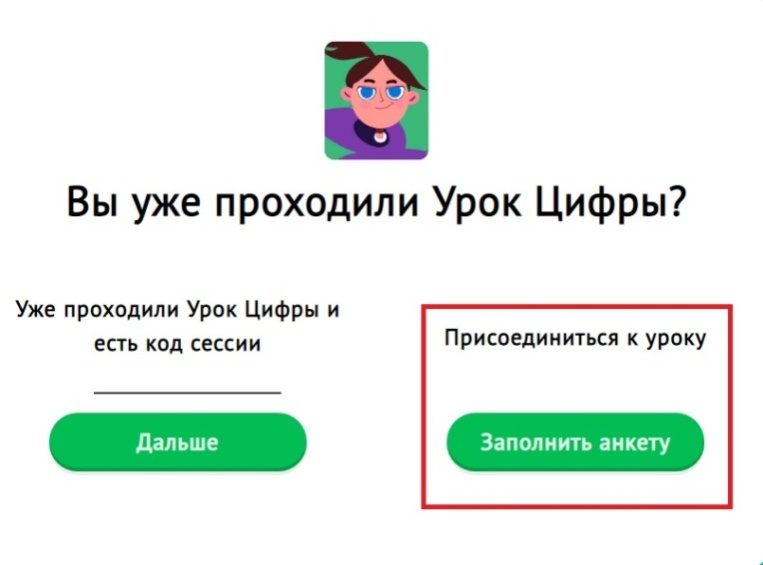 Вы уже проходили Урок Цифры?
Уже проходили Урок Цифры и
есть код сессии
Дальше
Присоединиться к уроку
Заполнить анкету